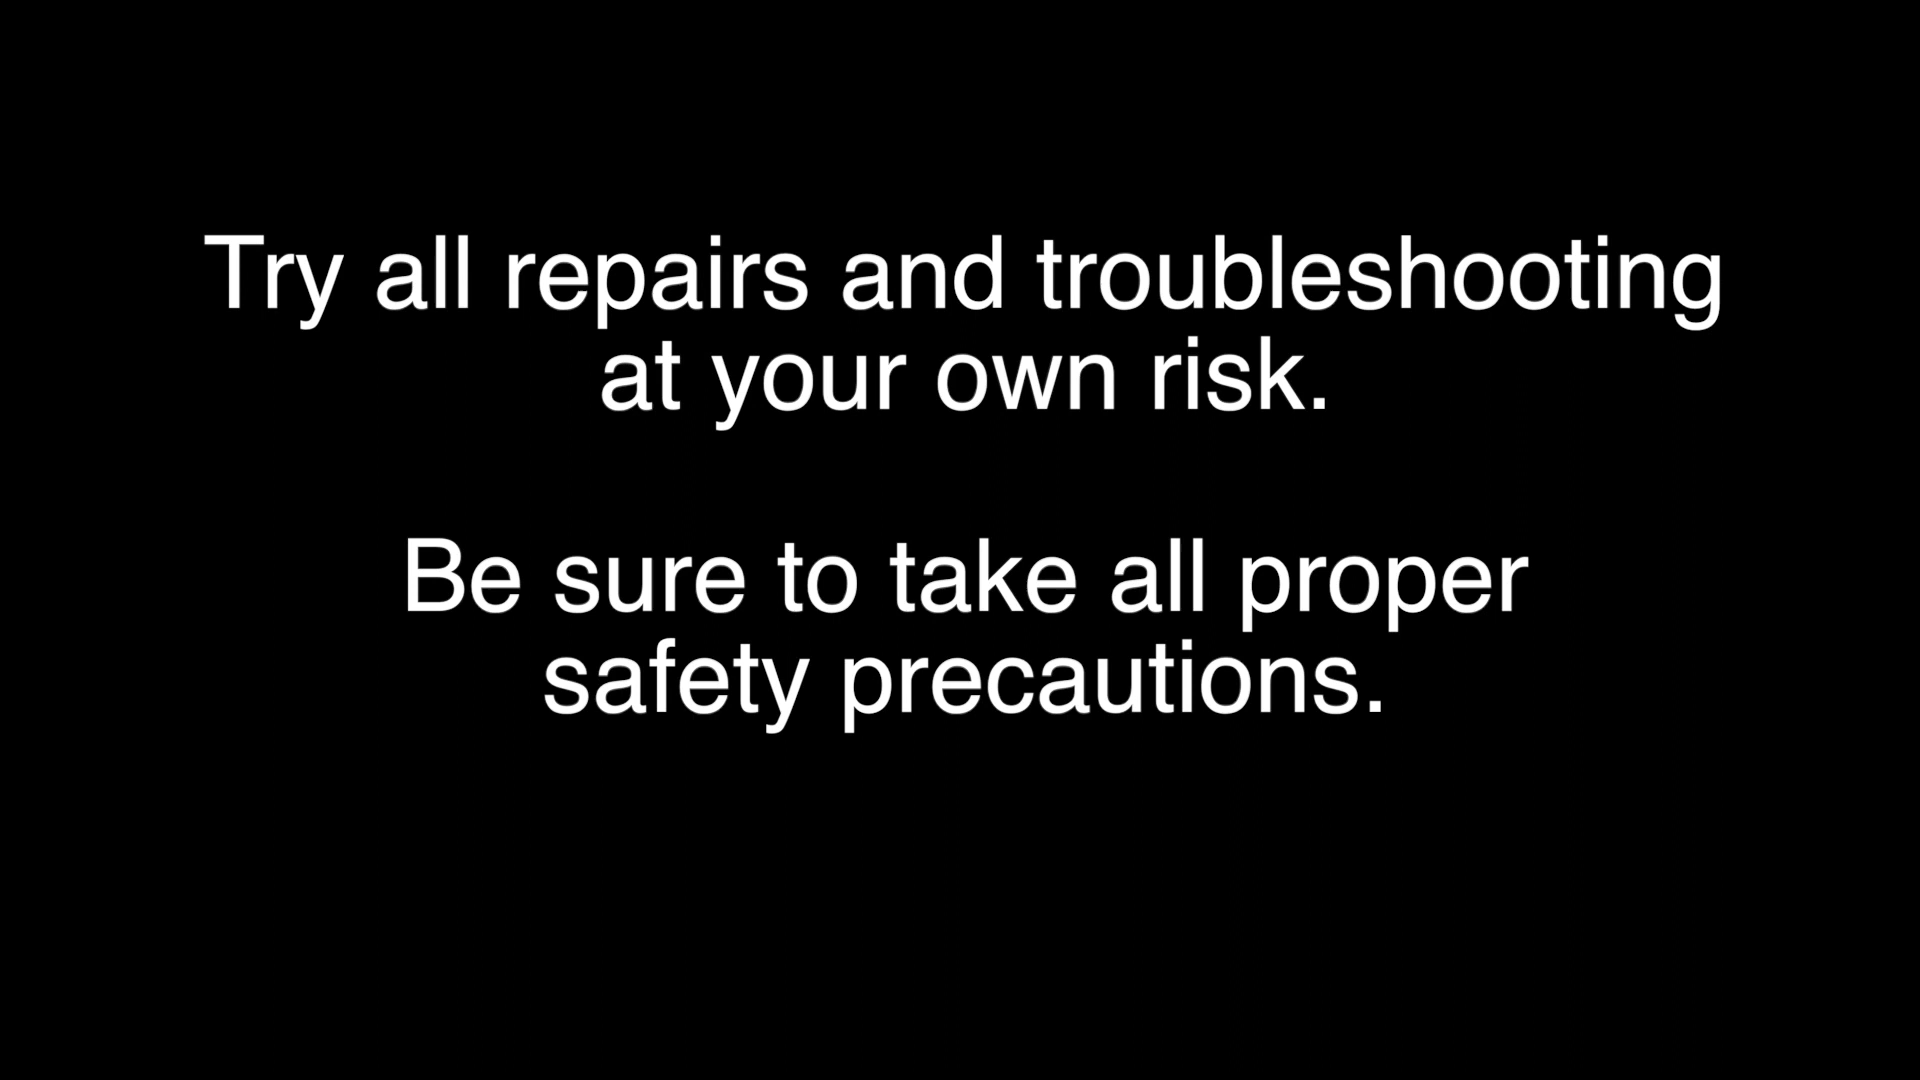 Try all repairs and troubleshooting
at your own risk.
Be sure to take all proper
safety precautions.